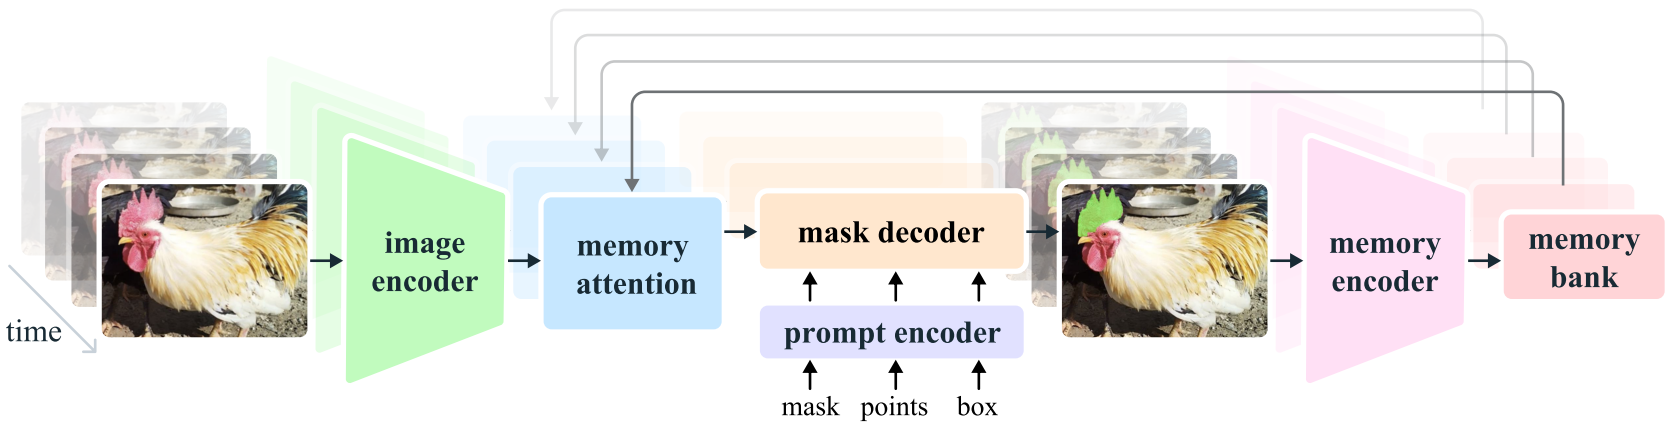 time
image
encoder
memory
attention
mask decoder
prompt encoder
mask points box
memory
encoder
memory
bank